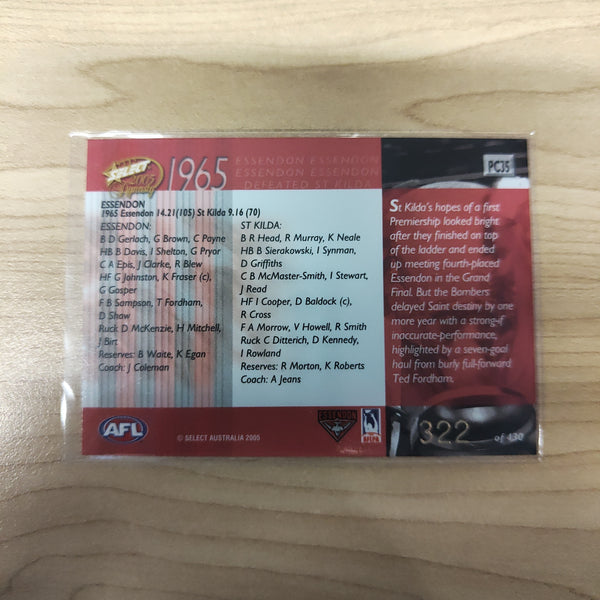 SELECT
2005
Dynasty
1965
ESSENDON ESSENDON
ESSENDON ESSENDON
DEFEATED ST KILDA
PC35
ESSENDON
1965 Essendon 14.21(105) St Kilda 9.16 (70)
ESSENDON:
B D Gerlach, G Brown, C Payne
HB B Davis, I Shelton, G Pryor
C A Epis, J Clarke, R Blew
HF G Johnston, K Fraser (c),
G Gosper
F B Sampson, T Fordham,
D Shaw
Ruck D McKenzie, H Mitchell,
J Birt
Reserves: B Waite, K Egan
Coach: J Coleman
ST KILDA:
B R Head, R Murray, K Neale
HB B Sierakowski, I Synman,
D Griffiths
C B McMaster-Smith, I Stewart,
J Read
HF I Cooper, D Baldock (c),
R Cross
F A Morrow, V Howell, R Smith
Ruck C Ditterich, D Kennedy,
I Rowland
Reserves: R Morton, K Roberts
Coach: A Jeans
St Kilda's hopes of a first
Premiership looked bright
after they finished on top
of the ladder and ended
up meeting fourth-placed
Essendon in the Grand
Final. But the Bombers
delayed Saint destiny by one
more year with a strong-if
inaccurate-performance,
highlighted by a seven-goal
haul from burly full-forward
Ted Fordham.
AFL
© SELECT AUSTRALIA 2005
ESSENDON
AFLPA
322 of 430